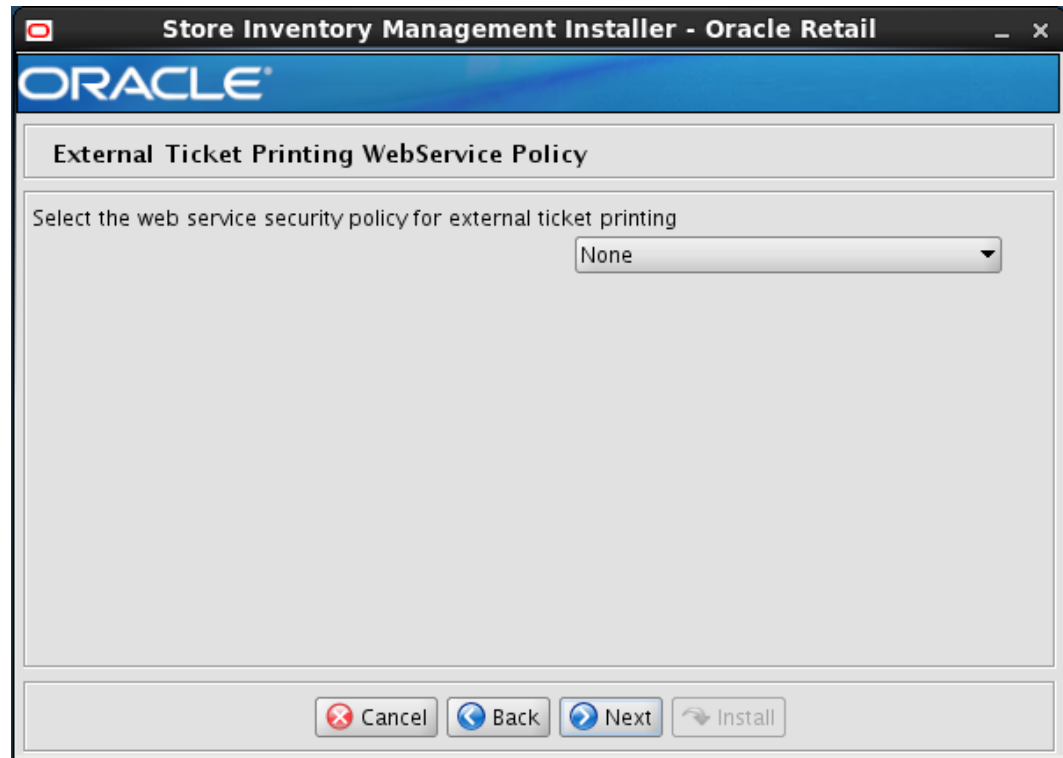 Store Inventory Management Installer - Oracle Retail
ORACLE
External Ticket Printing WebService Policy
Select the web service security policy for external ticket printing
None
Cancel Back Next Install